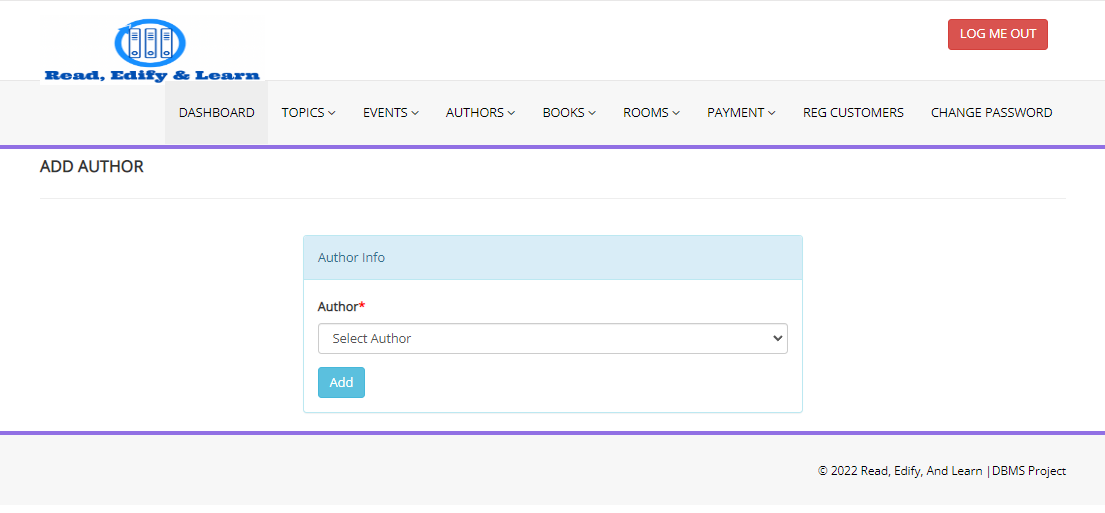 Read, Edify & Learn
LOG ME OUT
DASHBOARD TOPICS EVENTS AUTHORS BOOKS ROOMS PAYMENT REG CUSTOMERS CHANGE PASSWORD
ADD AUTHOR
Author Info
Author*
Select Author
Add
© 2022 Read, Edify, And Learn |DBMS Project